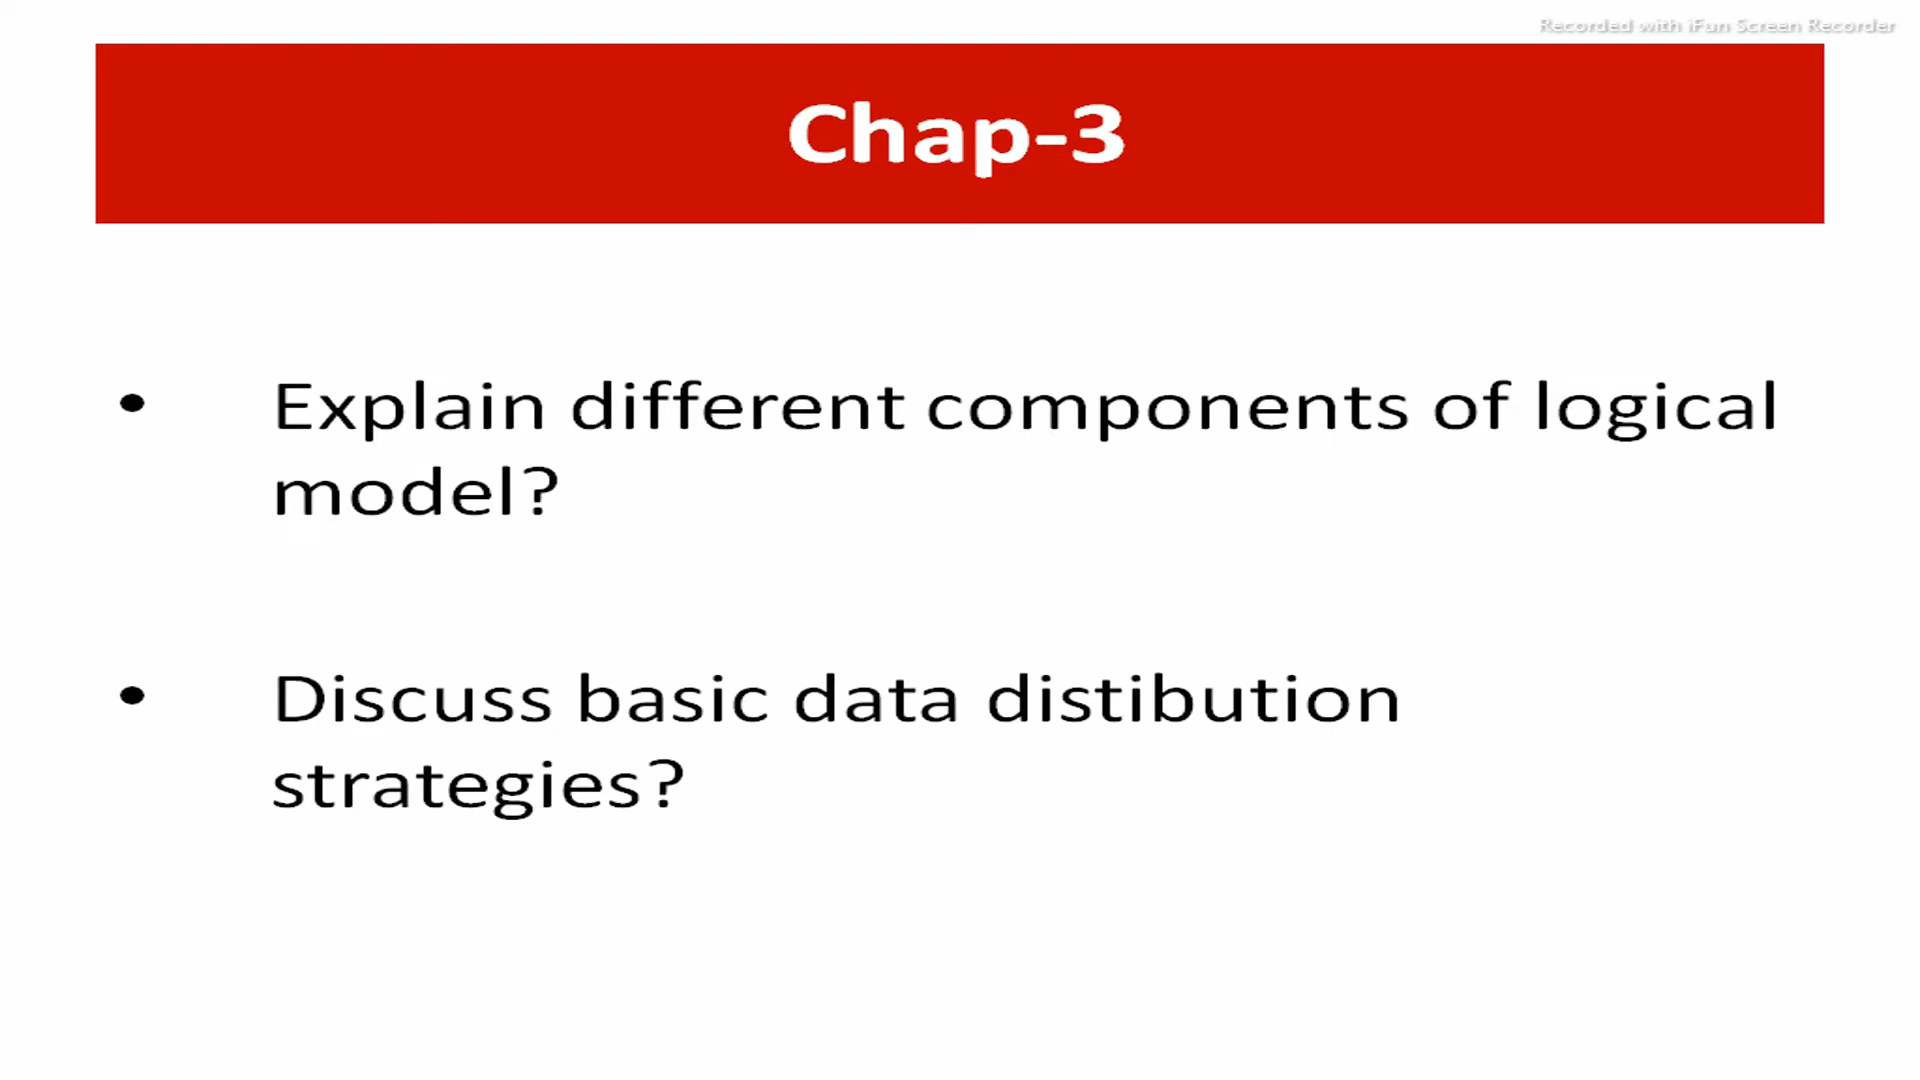 Recorded with iFun Screen Recorder
Chap-3
• Explain different components of logical
model?
• Discuss basic data distibution
strategies?